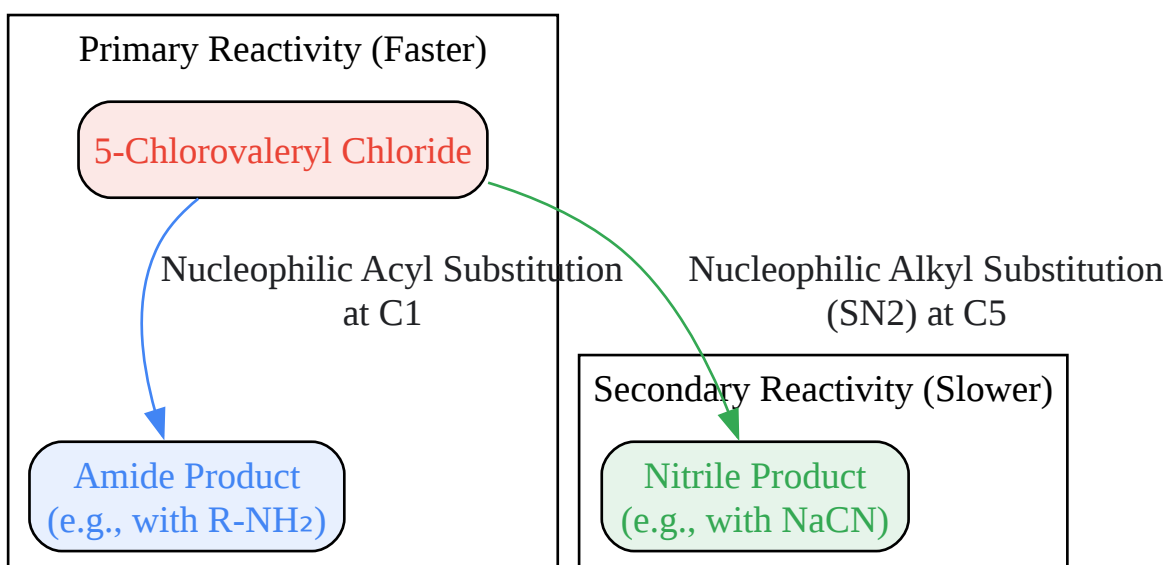 Primary Reactivity (Faster)
5-Chlorovaleryl Chloride
Nucleophilic Acyl Substitution
at C1
Nucleophilic Alkyl Substitution
(SN2) at C5
Secondary Reactivity (Slower)
Amide Product
(e.g., with R-NH₂)
Nitrile Product
(e.g., with NaCN)